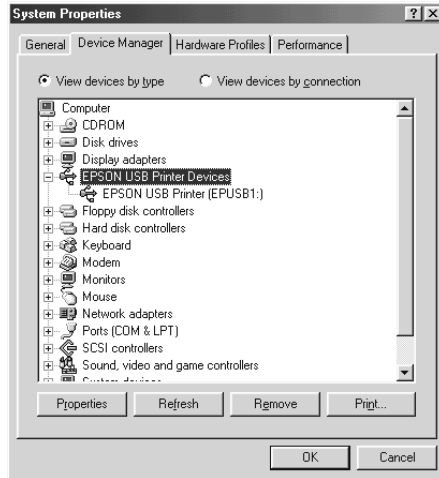 System Properties
General Device Manager Hardware Profiles Performance
View devices by type View devices by connection
Computer
CDROM
Disk drives
Display adapters
EPSON USB Printer Devices
EPSON USB Printer (EPUSB1:)
Floppy disk controllers
Hard disk controllers
Keyboard
Modem
Monitors
Mouse
Network adapters
Ports (COM & LPT)
SCSI controllers
Sound, video and game controllers
System devices
Properties Refresh Remove Print...
OK Cancel